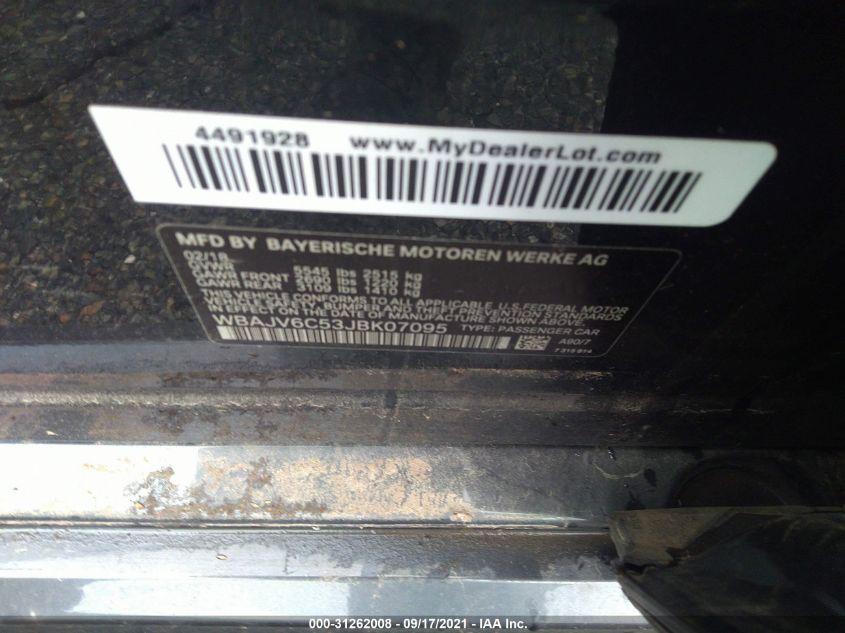 4491928 www.MyDealerLot.com
MFD BY BAYERISCHE MOTOREN WERKE AG
02/18
GVWR 5545 lbs 2515 kg
GAWR FRONT 2690 lbs 1220 kg
GAWR REAR 3109 lbs 1410 kg
THIS VEHICLE CONFORMS TO ALL APPLICABLE U.S. FEDERAL MOTOR
VEHICLE SAFETY, BUMPER AND THEFT PREVENTION STANDARDS
IN EFFECT ON THE DATE OF MANUFACTURE SHOWN ABOVE.
WBAJV6C53JBK07095 TYPE: PASSENGER CAR
A90/7
7 315 914
000-31262008 - 09/17/2021 - IAA Inc.